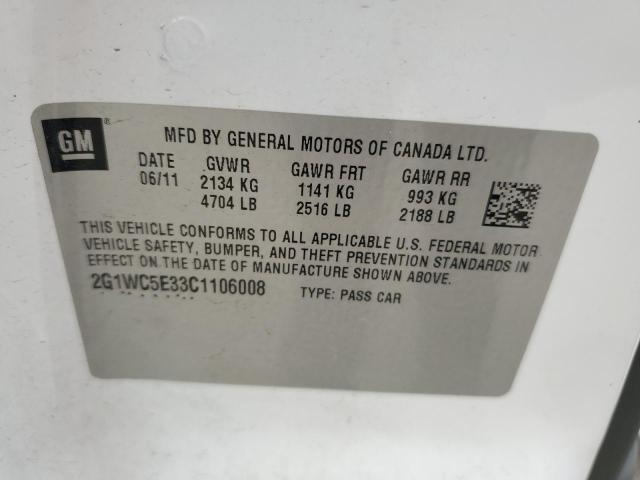 GM ®
MFD BY GENERAL MOTORS OF CANADA LTD.
DATE GVWR GAWR FRT GAWR RR
06/11 2134 KG 1141 KG 993 KG
4704 LB 2516 LB 2188 LB
THIS VEHICLE CONFORMS TO ALL APPLICABLE U.S. FEDERAL MOTOR
VEHICLE SAFETY, BUMPER, AND THEFT PREVENTION STANDARDS IN
EFFECT ON THE DATE OF MANUFACTURE SHOWN ABOVE.
2G1WC5E33C1106008 TYPE: PASS CAR